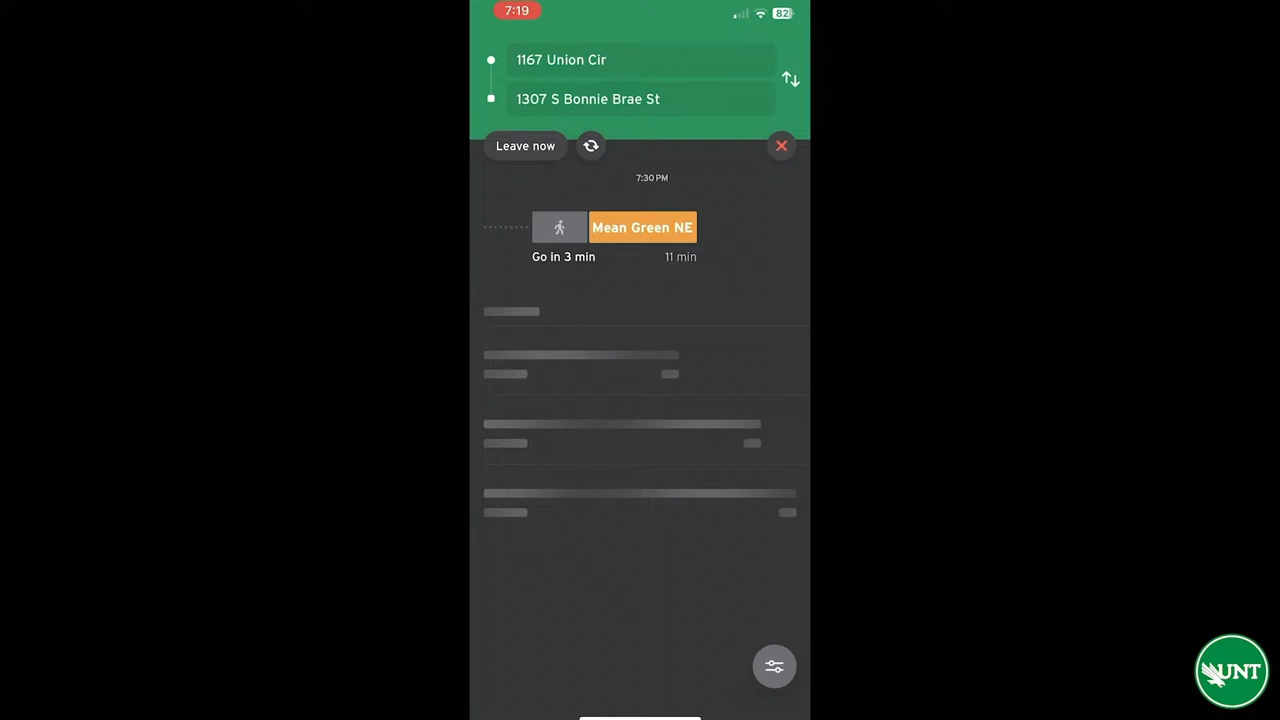 7:19
82
1167 Union Cir
1307 S Bonnie Brae St
Leave now
7:30 PM
Mean Green NE
Go in 3 min
11 min
UNT